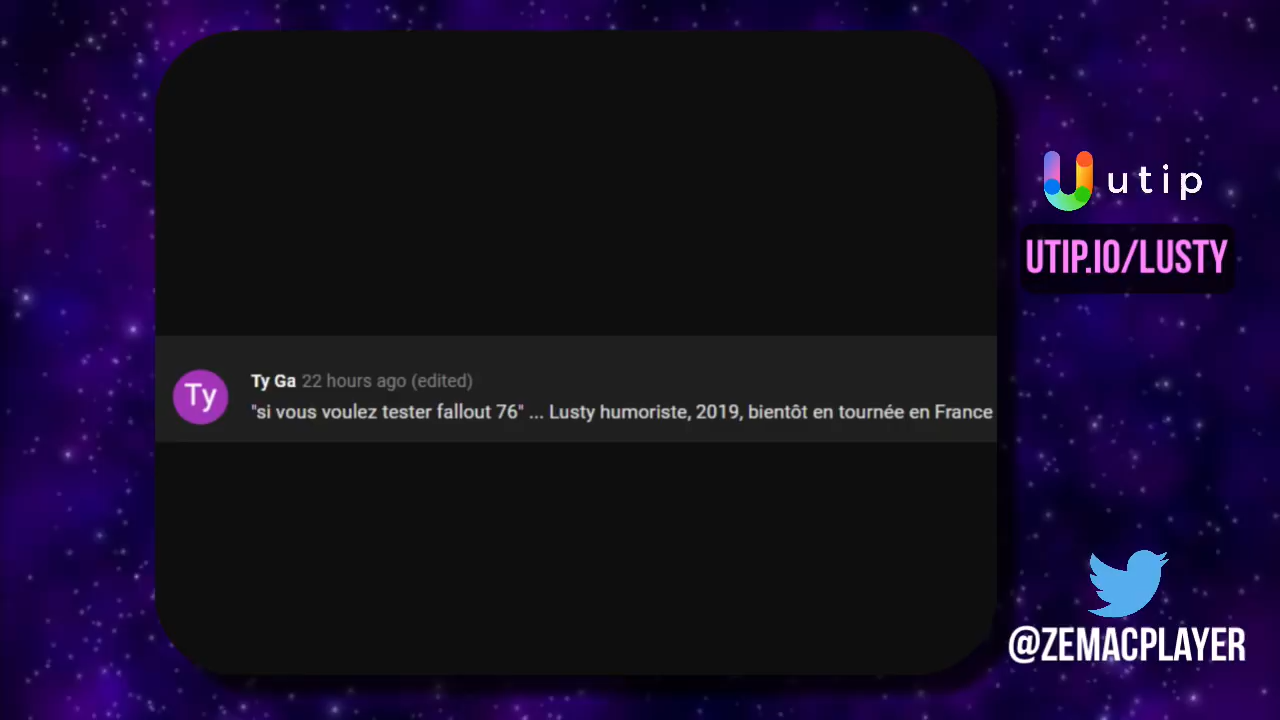 utip
UTIP.IO/LUSTY
Ty
Ty Ga 22 hours ago (edited)
"si vous voulez tester fallout 76" ... Lusty humoriste, 2019, bientôt en tournée en France
@ZEMACPLAYER